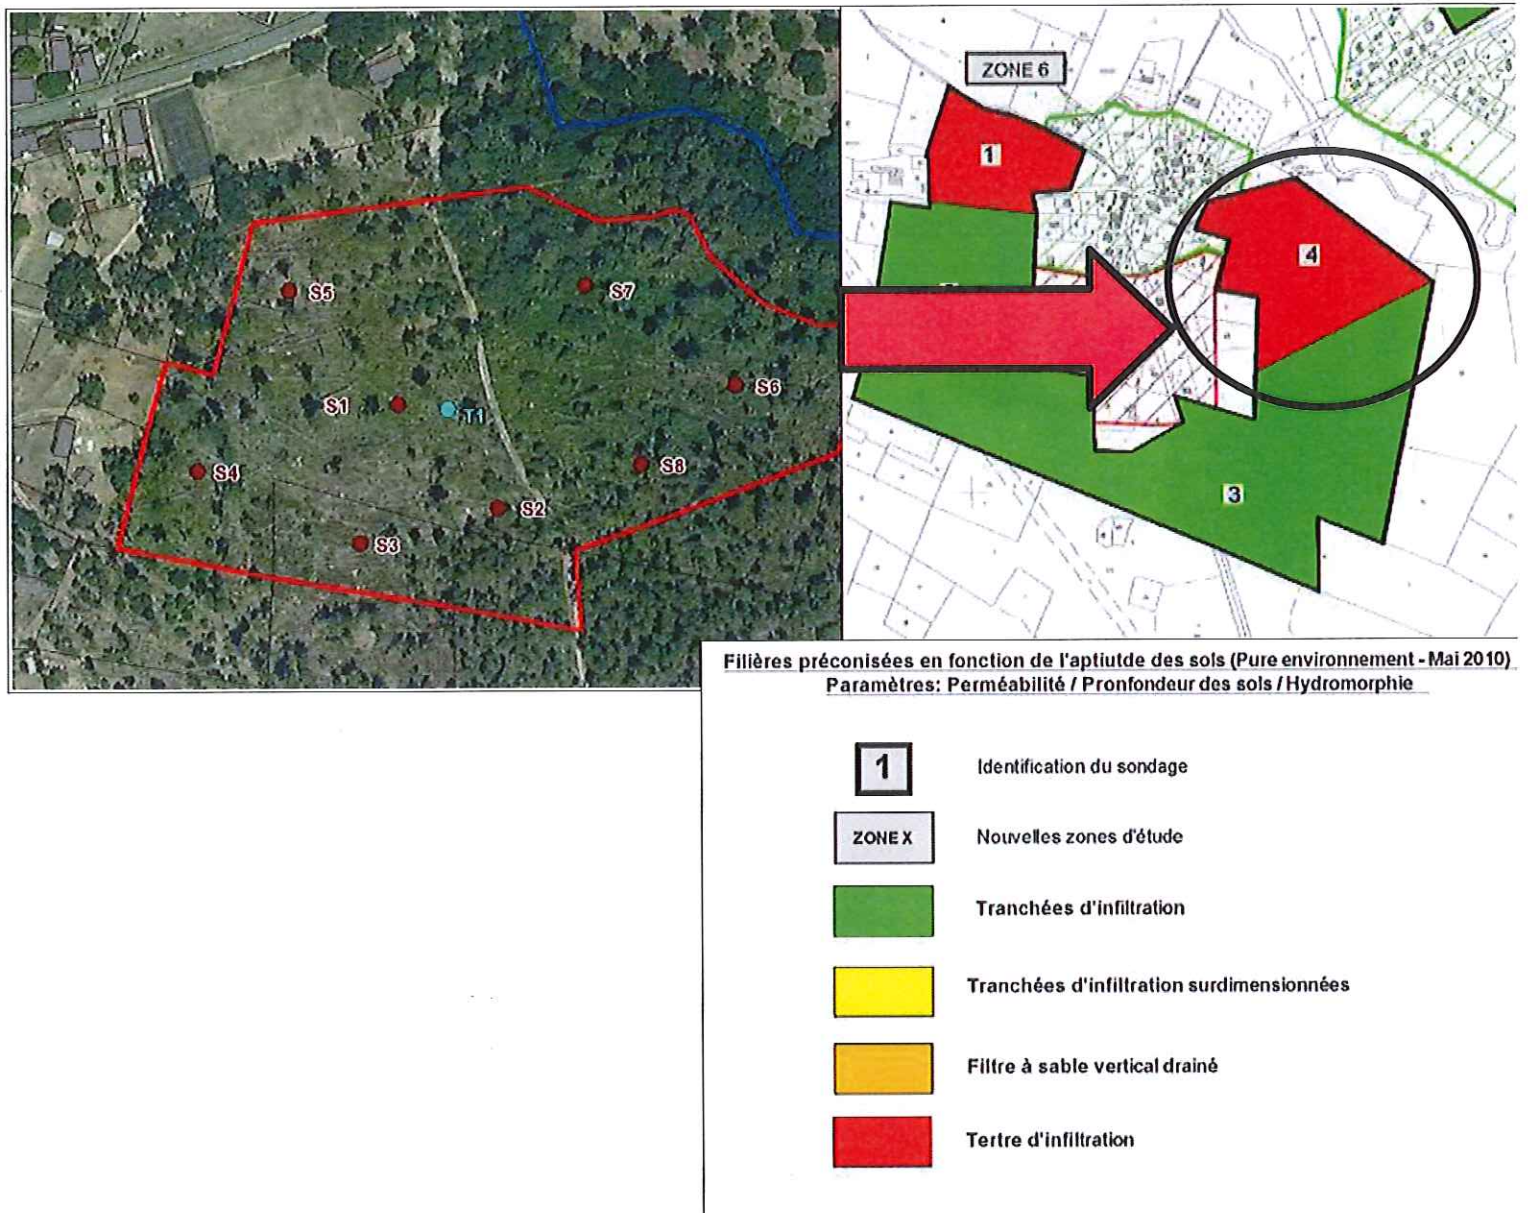 S5
S7
S6
S1
T1
S4
S8
S2
S3
ZONE 6
1
4
3
Filières préconisées en fonction de l'aptiutde des sols (Pure environnement - Mai 2010)
Paramètres: Perméabilité / Pronfondeur des sols / Hydromorphie
1 Identification du sondage
ZONE X Nouvelles zones d'étude
Tranchées d'infiltration
Tranchées d'infiltration surdimensionnées
Filtre à sable vertical drainé
Tertre d'infiltration